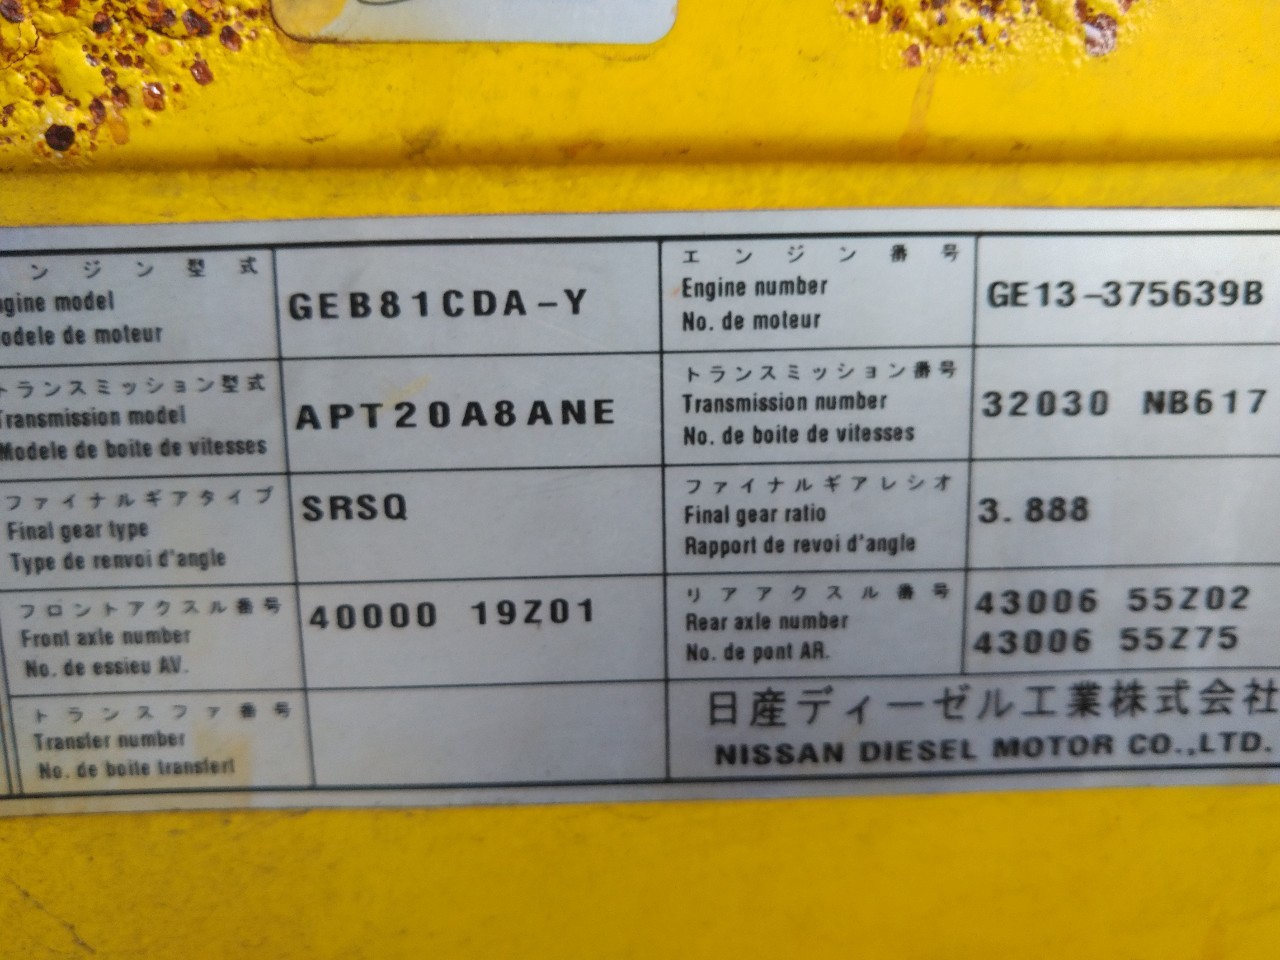 ンジン型式
ngine model
odele de moteur
GEB81CDA-Y
エンジン番号
Engine number
No. de moteur
GE13-375639B
トランスミッション型式
Transmission model
Modele de boite de vitesses
APT20A8ANE
トランスミッション番号
Transmission number
No. de boite de vitesses
32030 NB617
ファイナルギアタイプ
Final gear type
Type de renvoi d'angle
SRSQ
ファイナルギアレシオ
Final gear ratio
Rapport de revoi d'angle
3.888
フロントアクスル番号
Front axle number
No. de essieu AV.
40000 19Z01
リアアクスル番号
Rear axle number
No. de pont AR.
43006 55Z02
43006 55Z75
トランスファ番号
Transfer number
No. de boite transfert
日産ディーゼル工業株式会社
NISSAN DIESEL MOTOR CO.,LTD.